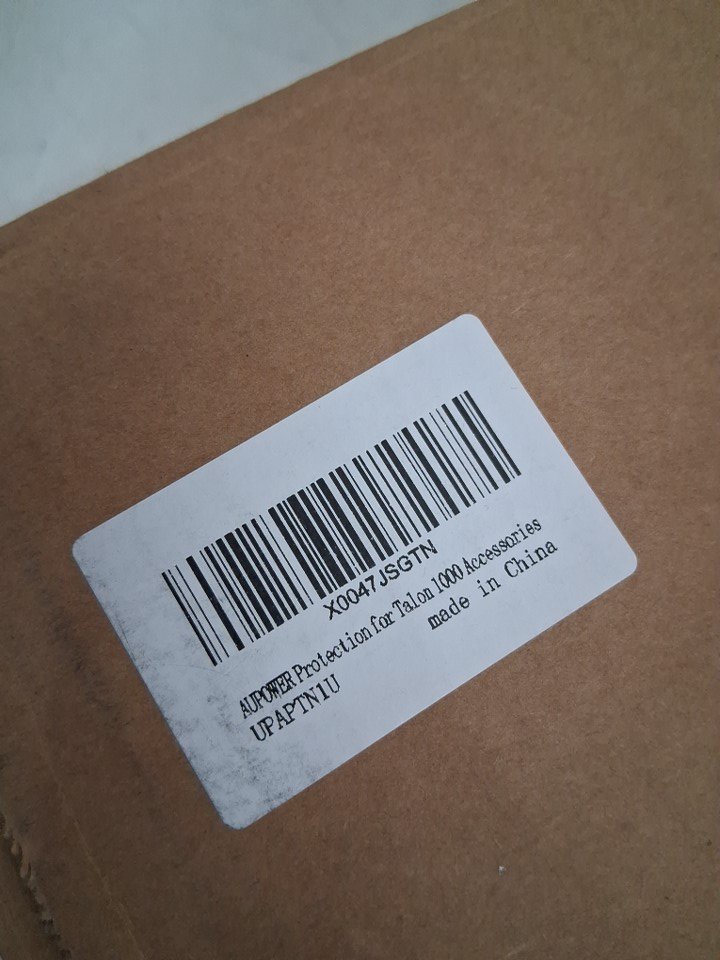 X0047JSGTN
AUPOWER Protection for Talon 1000 Accessories
UPAPTN1U
made in China